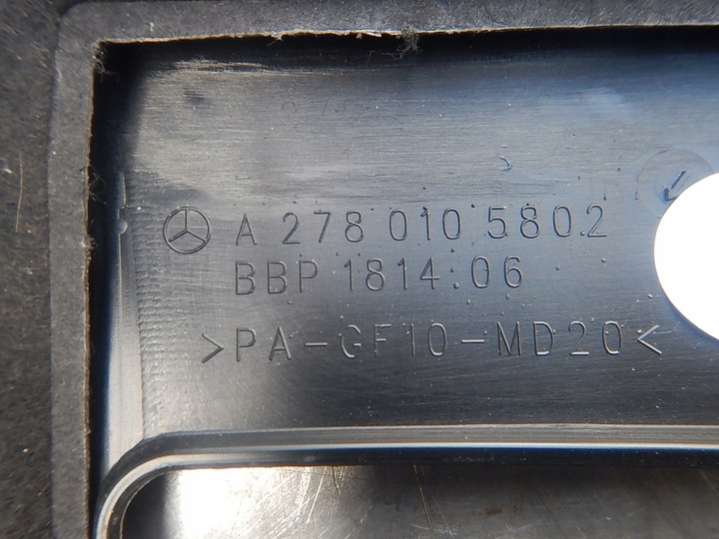 A 278 010 5802
BBP 1814.06
>PA-GF10-MD20<